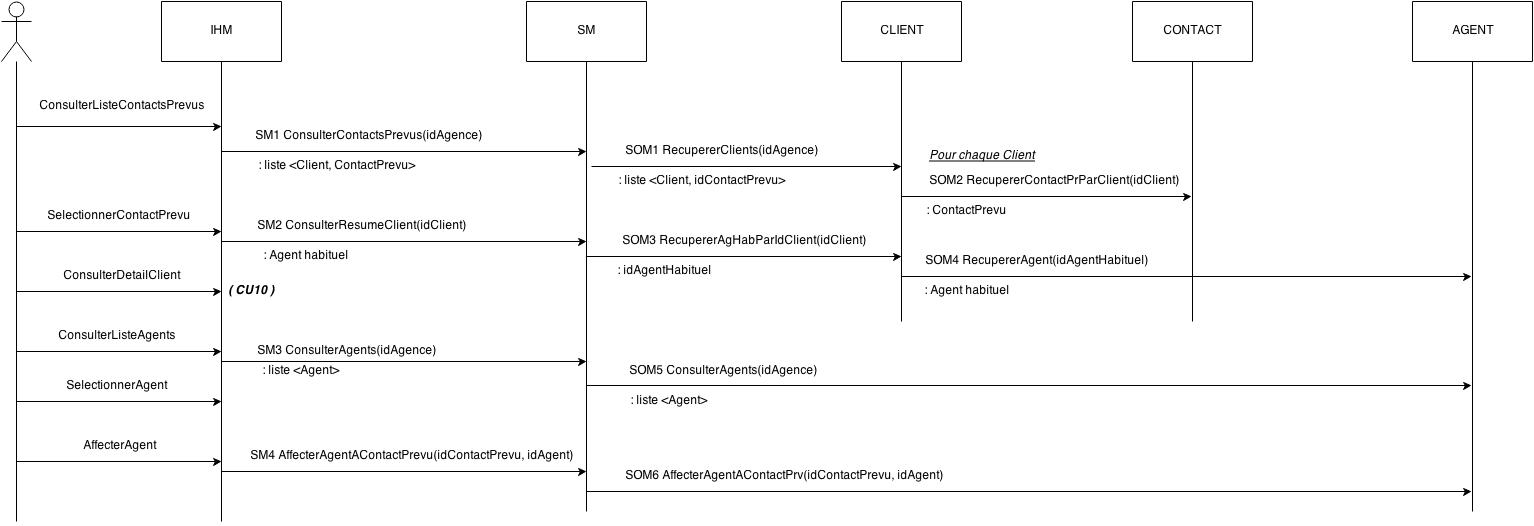 IHM
SM
CLIENT
CONTACT
AGENT
ConsulterListeContactsPrevus
SM1 ConsulterContactsPrevus(idAgence)
: liste <Client, ContactPrevu>
SOM1 RecupererClients(idAgence)
: liste <Client, idContactPrevu>
Pour chaque Client
SOM2 RecupererContactPrParClient(idClient)
: ContactPrevu
SelectionnerContactPrevu
SM2 ConsulterResumeClient(idClient)
: Agent habituel
SOM3 RecupererAgHabParIdClient(idClient)
: idAgentHabituel
SOM4 RecupererAgent(idAgentHabituel)
: Agent habituel
ConsulterDetailClient
( CU10 )
ConsulterListeAgents
SM3 ConsulterAgents(idAgence)
: liste <Agent>
SOM5 ConsulterAgents(idAgence)
: liste <Agent>
SelectionnerAgent
AffecterAgent
SM4 AffecterAgentAContactPrevu(idContactPrevu, idAgent)
SOM6 AffecterAgentAContactPrv(idContactPrevu, idAgent)